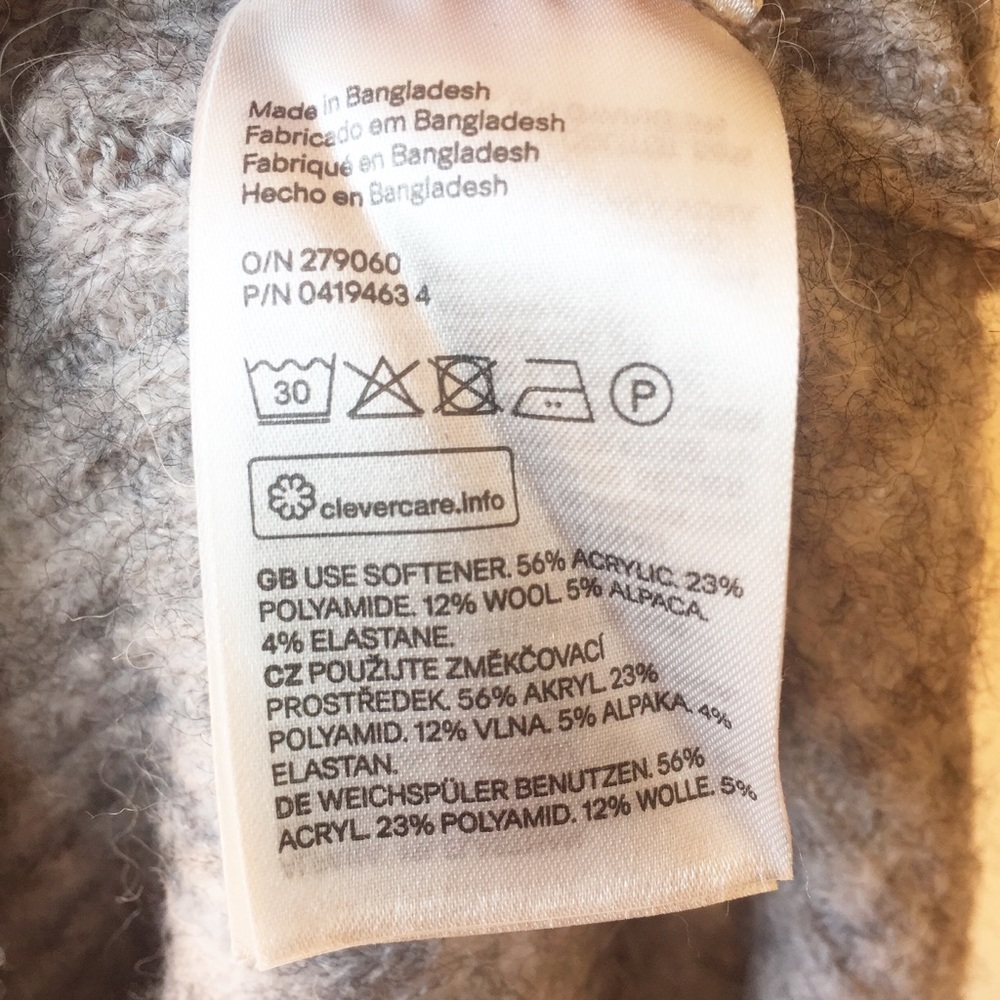 Made in Bangladesh
Fabricado em Bangladesh
Fabriqué en Bangladesh
Hecho en Bangladesh
O/N 279060
P/N 0419463 4
30
P
clevercare.info
GB USE SOFTENER. 56% ACRYLIC. 23%
POLYAMIDE. 12% WOOL. 5% ALPACA.
4% ELASTANE.
CZ POUŽIJTE ZMĚKČOVACÍ
PROSTŘEDEK. 56% AKRYL. 23%
POLYAMID. 12% VLNA. 5% ALPAKA. 4%
ELASTAN.
DE WEICHSPÜLER BENUTZEN. 56%
ACRYL. 23% POLYAMID. 12% WOLLE. 5%